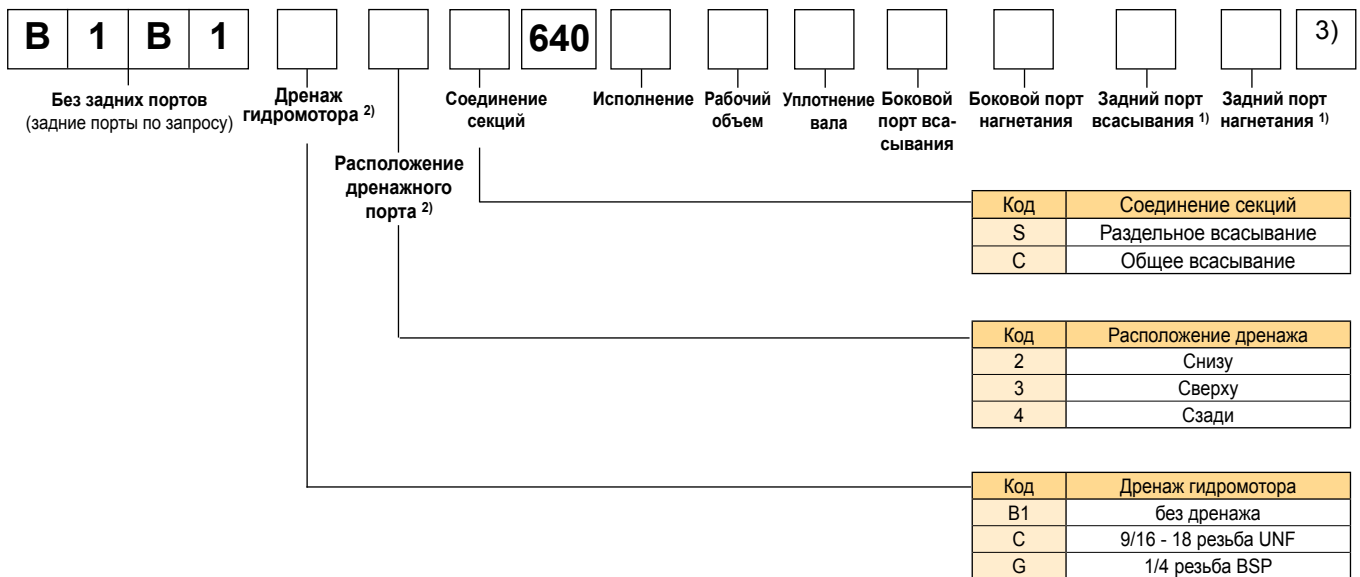 B 1 B 1 640 3)
Без задних портов
(задние порты по запросу)
Дренаж
гидромотора 2)
Расположение
дренажного
порта 2)
Соединение
секций
Исполнение
Рабочий
объем
Уплотнение
вала
Боковой
порт вса-
сывания
Боковой порт
нагнетания
Задний порт
всасывания 1)
Задний порт
нагнетания 1)
Код Соединение секций
S Раздельное всасывание
C Общее всасывание
Код Расположение дренажа
2 Снизу
3 Сверху
4 Сзади
Код Дренаж гидромотора
B1 без дренажа
C 9/16 - 18 резьба UNF
G 1/4 резьба BSP